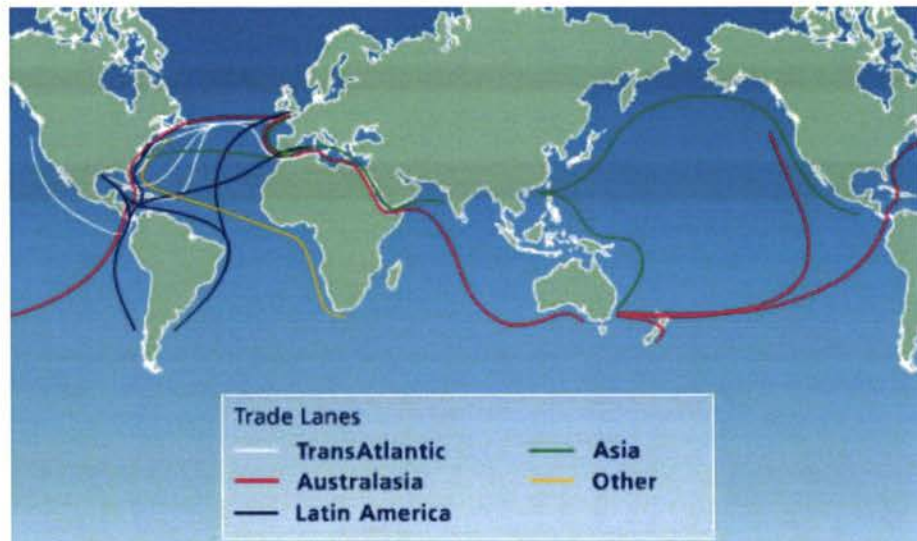 Trade Lanes
TransAtlantic
Asia
Australasia
Other
Latin America